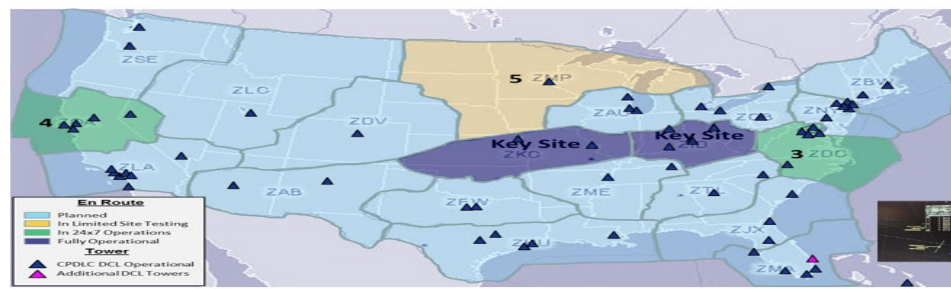 ZSE
ZLC
5 ZMP
ZBW
4
ZDV
ZAU
ZOB
Key Site
Key Site
ZKC
ZID
3
ZDC
ZLA
ZAB
ZFW
ZME
ZTL
ZJX
ZHU
ZMA
En Route
Planned
In Limited Site Testing
In 24x7 Operations
Fully Operational
Tower
CPDLC DCL Operational
Additional DCL Towers